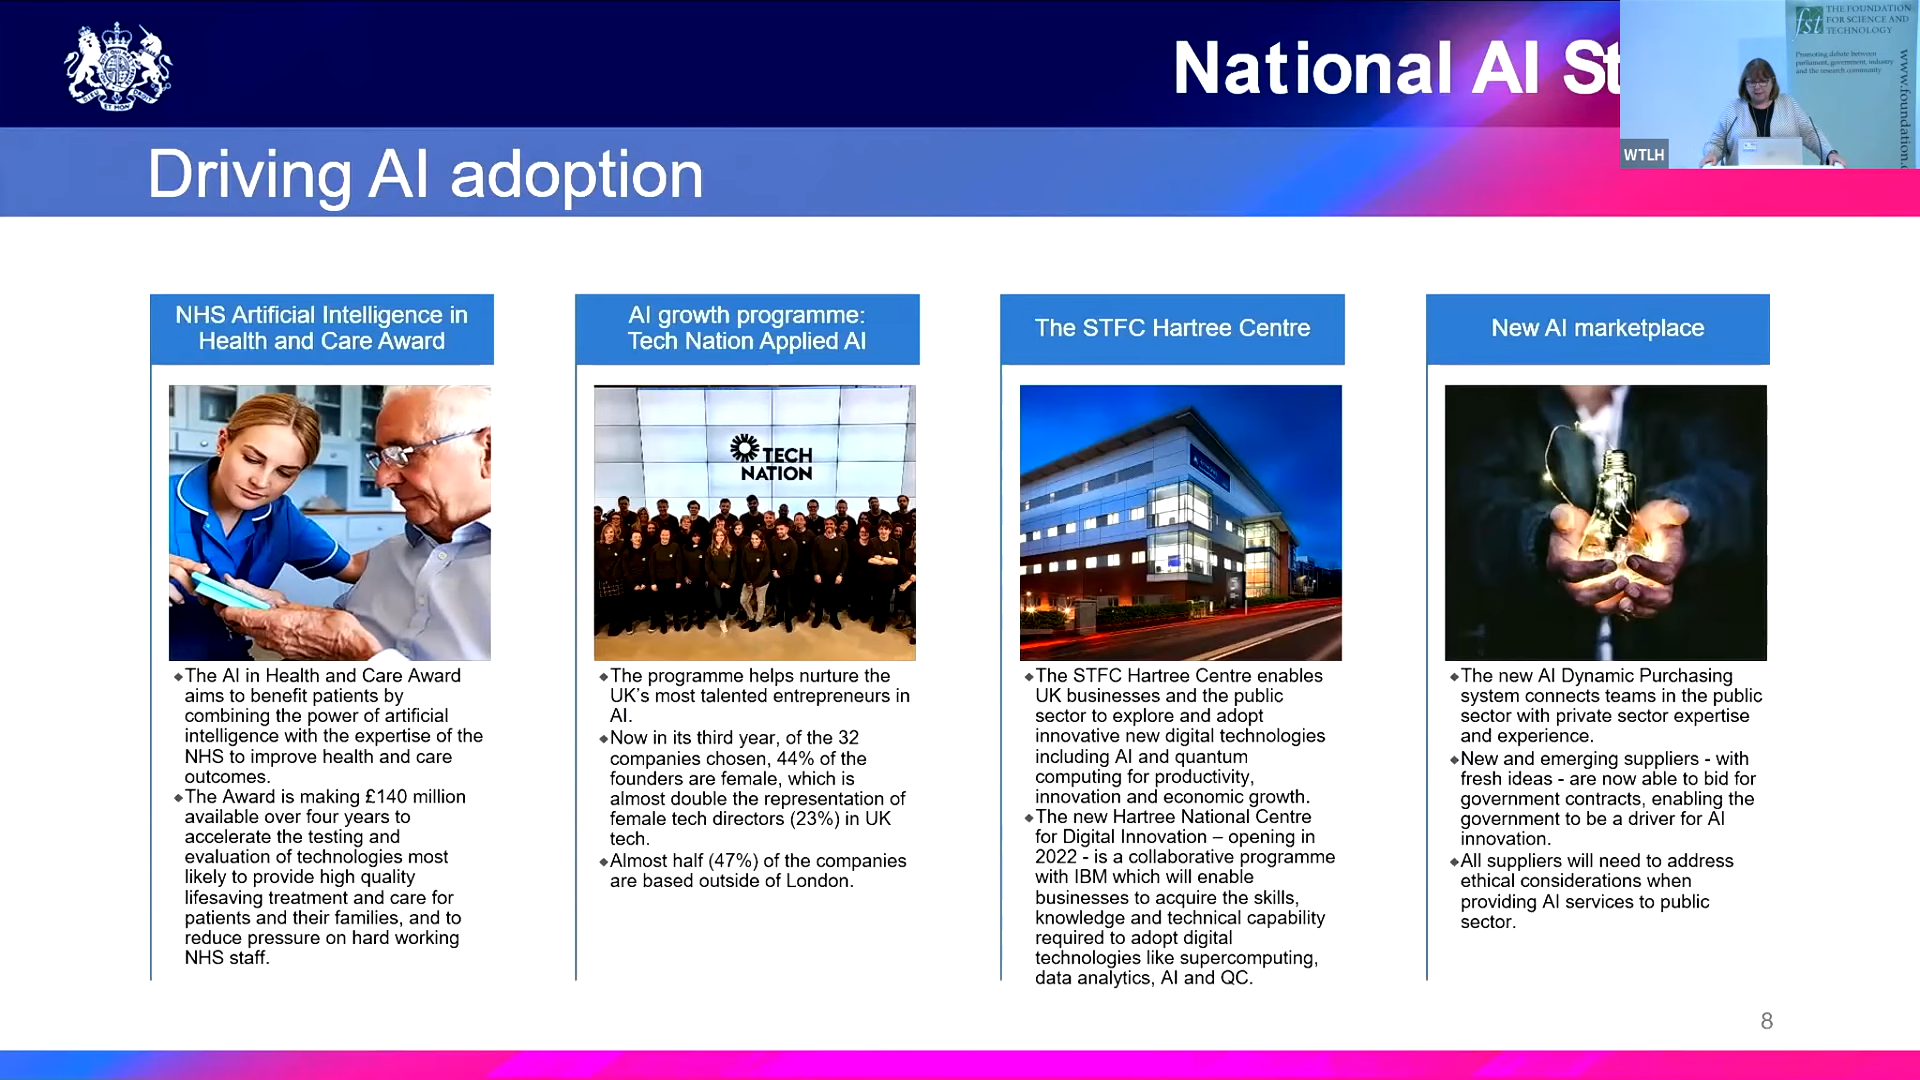 National AI St
THE FOUNDATION
FOR SCIENCE AND
TECHNOLOGY
fst
Promoting debate between
parliament, government, industry
and the research community
www.foundation.
WTLH
Driving AI adoption
NHS Artificial Intelligence in
Health and Care Award
◆The AI in Health and Care Award
aims to benefit patients by
combining the power of artificial
intelligence with the expertise of the
NHS to improve health and care
outcomes.
◆The Award is making £140 million
available over four years to
accelerate the testing and
evaluation of technologies most
likely to provide high quality
lifesaving treatment and care for
patients and their families, and to
reduce pressure on hard working
NHS staff.
AI growth programme:
Tech Nation Applied AI
TECH
NATION
◆The programme helps nurture the
UK's most talented entrepreneurs in
AI.
◆Now in its third year, of the 32
companies chosen, 44% of the
founders are female, which is
almost double the representation of
female tech directors (23%) in UK
tech.
◆Almost half (47%) of the companies
are based outside of London.
The STFC Hartree Centre
◆The STFC Hartree Centre enables
UK businesses and the public
sector to explore and adopt
innovative new digital technologies
including AI and quantum
computing for productivity,
innovation and economic growth.
◆The new Hartree National Centre
for Digital Innovation – opening in
2022 - is a collaborative programme
with IBM which will enable
businesses to acquire the skills,
knowledge and technical capability
required to adopt digital
technologies like supercomputing,
data analytics, AI and QC.
New AI marketplace
◆The new AI Dynamic Purchasing
system connects teams in the public
sector with private sector expertise
and experience.
◆New and emerging suppliers - with
fresh ideas - are now able to bid for
government contracts, enabling the
government to be a driver for AI
innovation.
◆All suppliers will need to address
ethical considerations when
providing AI services to public
sector.
8